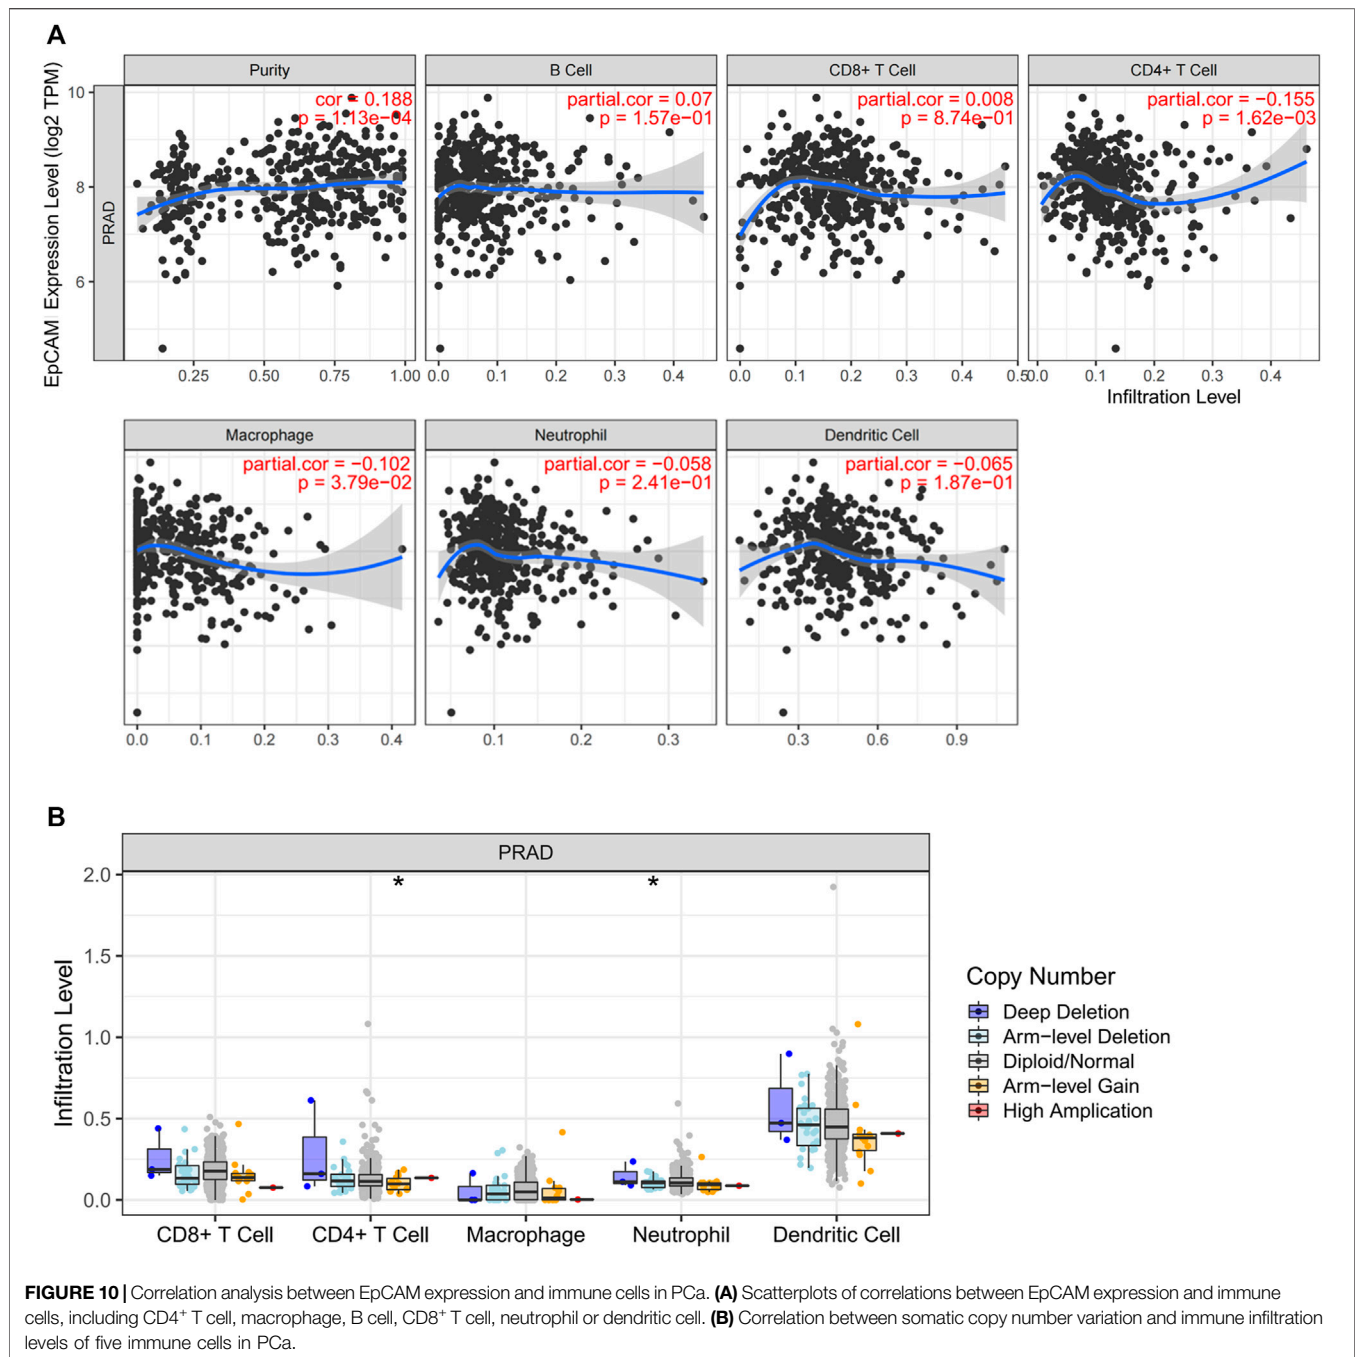 A
EpCAM Expression Level (log2 TPM)
PRAD
Purity
B Cell
CD8+ T Cell
CD4+ T Cell
cor = 0.188
p = 1.13e−04
partial.cor = 0.07
p = 1.57e−01
partial.cor = 0.008
p = 8.74e−01
partial.cor = −0.155
p = 1.62e−03
10
8
6
0.25 0.50 0.75 1.00
0.0 0.1 0.2 0.3 0.4
0.0 0.1 0.2 0.3 0.4 0.5
0.0 0.1 0.2 0.3 0.4
Infiltration Level
Macrophage
Neutrophil
Dendritic Cell
partial.cor = −0.102
p = 3.79e−02
partial.cor = −0.058
p = 2.41e−01
partial.cor = −0.065
p = 1.87e−01
0.0 0.1 0.2 0.3 0.4
0.1 0.2 0.3
0.3 0.6 0.9
B
PRAD
Infiltration Level
2.0
1.5
1.0
0.5
0.0
* *
CD8+ T Cell CD4+ T Cell Macrophage Neutrophil Dendritic Cell
Copy Number
Deep Deletion
Arm−level Deletion
Diploid/Normal
Arm−level Gain
High Amplication
FIGURE 10 | Correlation analysis between EpCAM expression and immune cells in PCa. (A) Scatterplots of correlations between EpCAM expression and immune
cells, including CD4+ T cell, macrophage, B cell, CD8+ T cell, neutrophil or dendritic cell. (B) Correlation between somatic copy number variation and immune infiltration
levels of five immune cells in PCa.